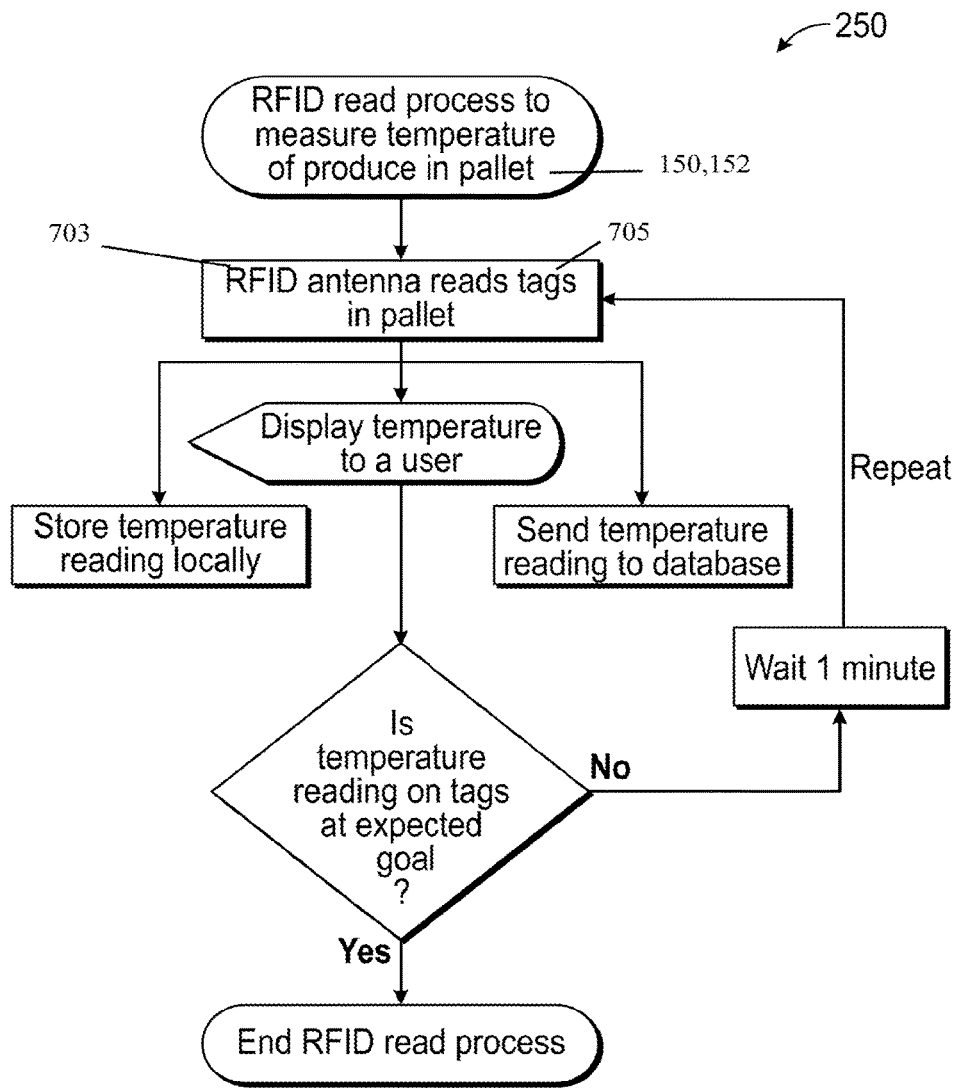 250
RFID read process to
measure temperature
of produce in pallet
150,152
703
705
RFID antenna reads tags
in pallet
Display temperature
to a user
Repeat
Store temperature
reading locally
Send temperature
reading to database
Wait 1 minute
Is
temperature
reading on tags
at expected
goal
?
No
Yes
End RFID read process